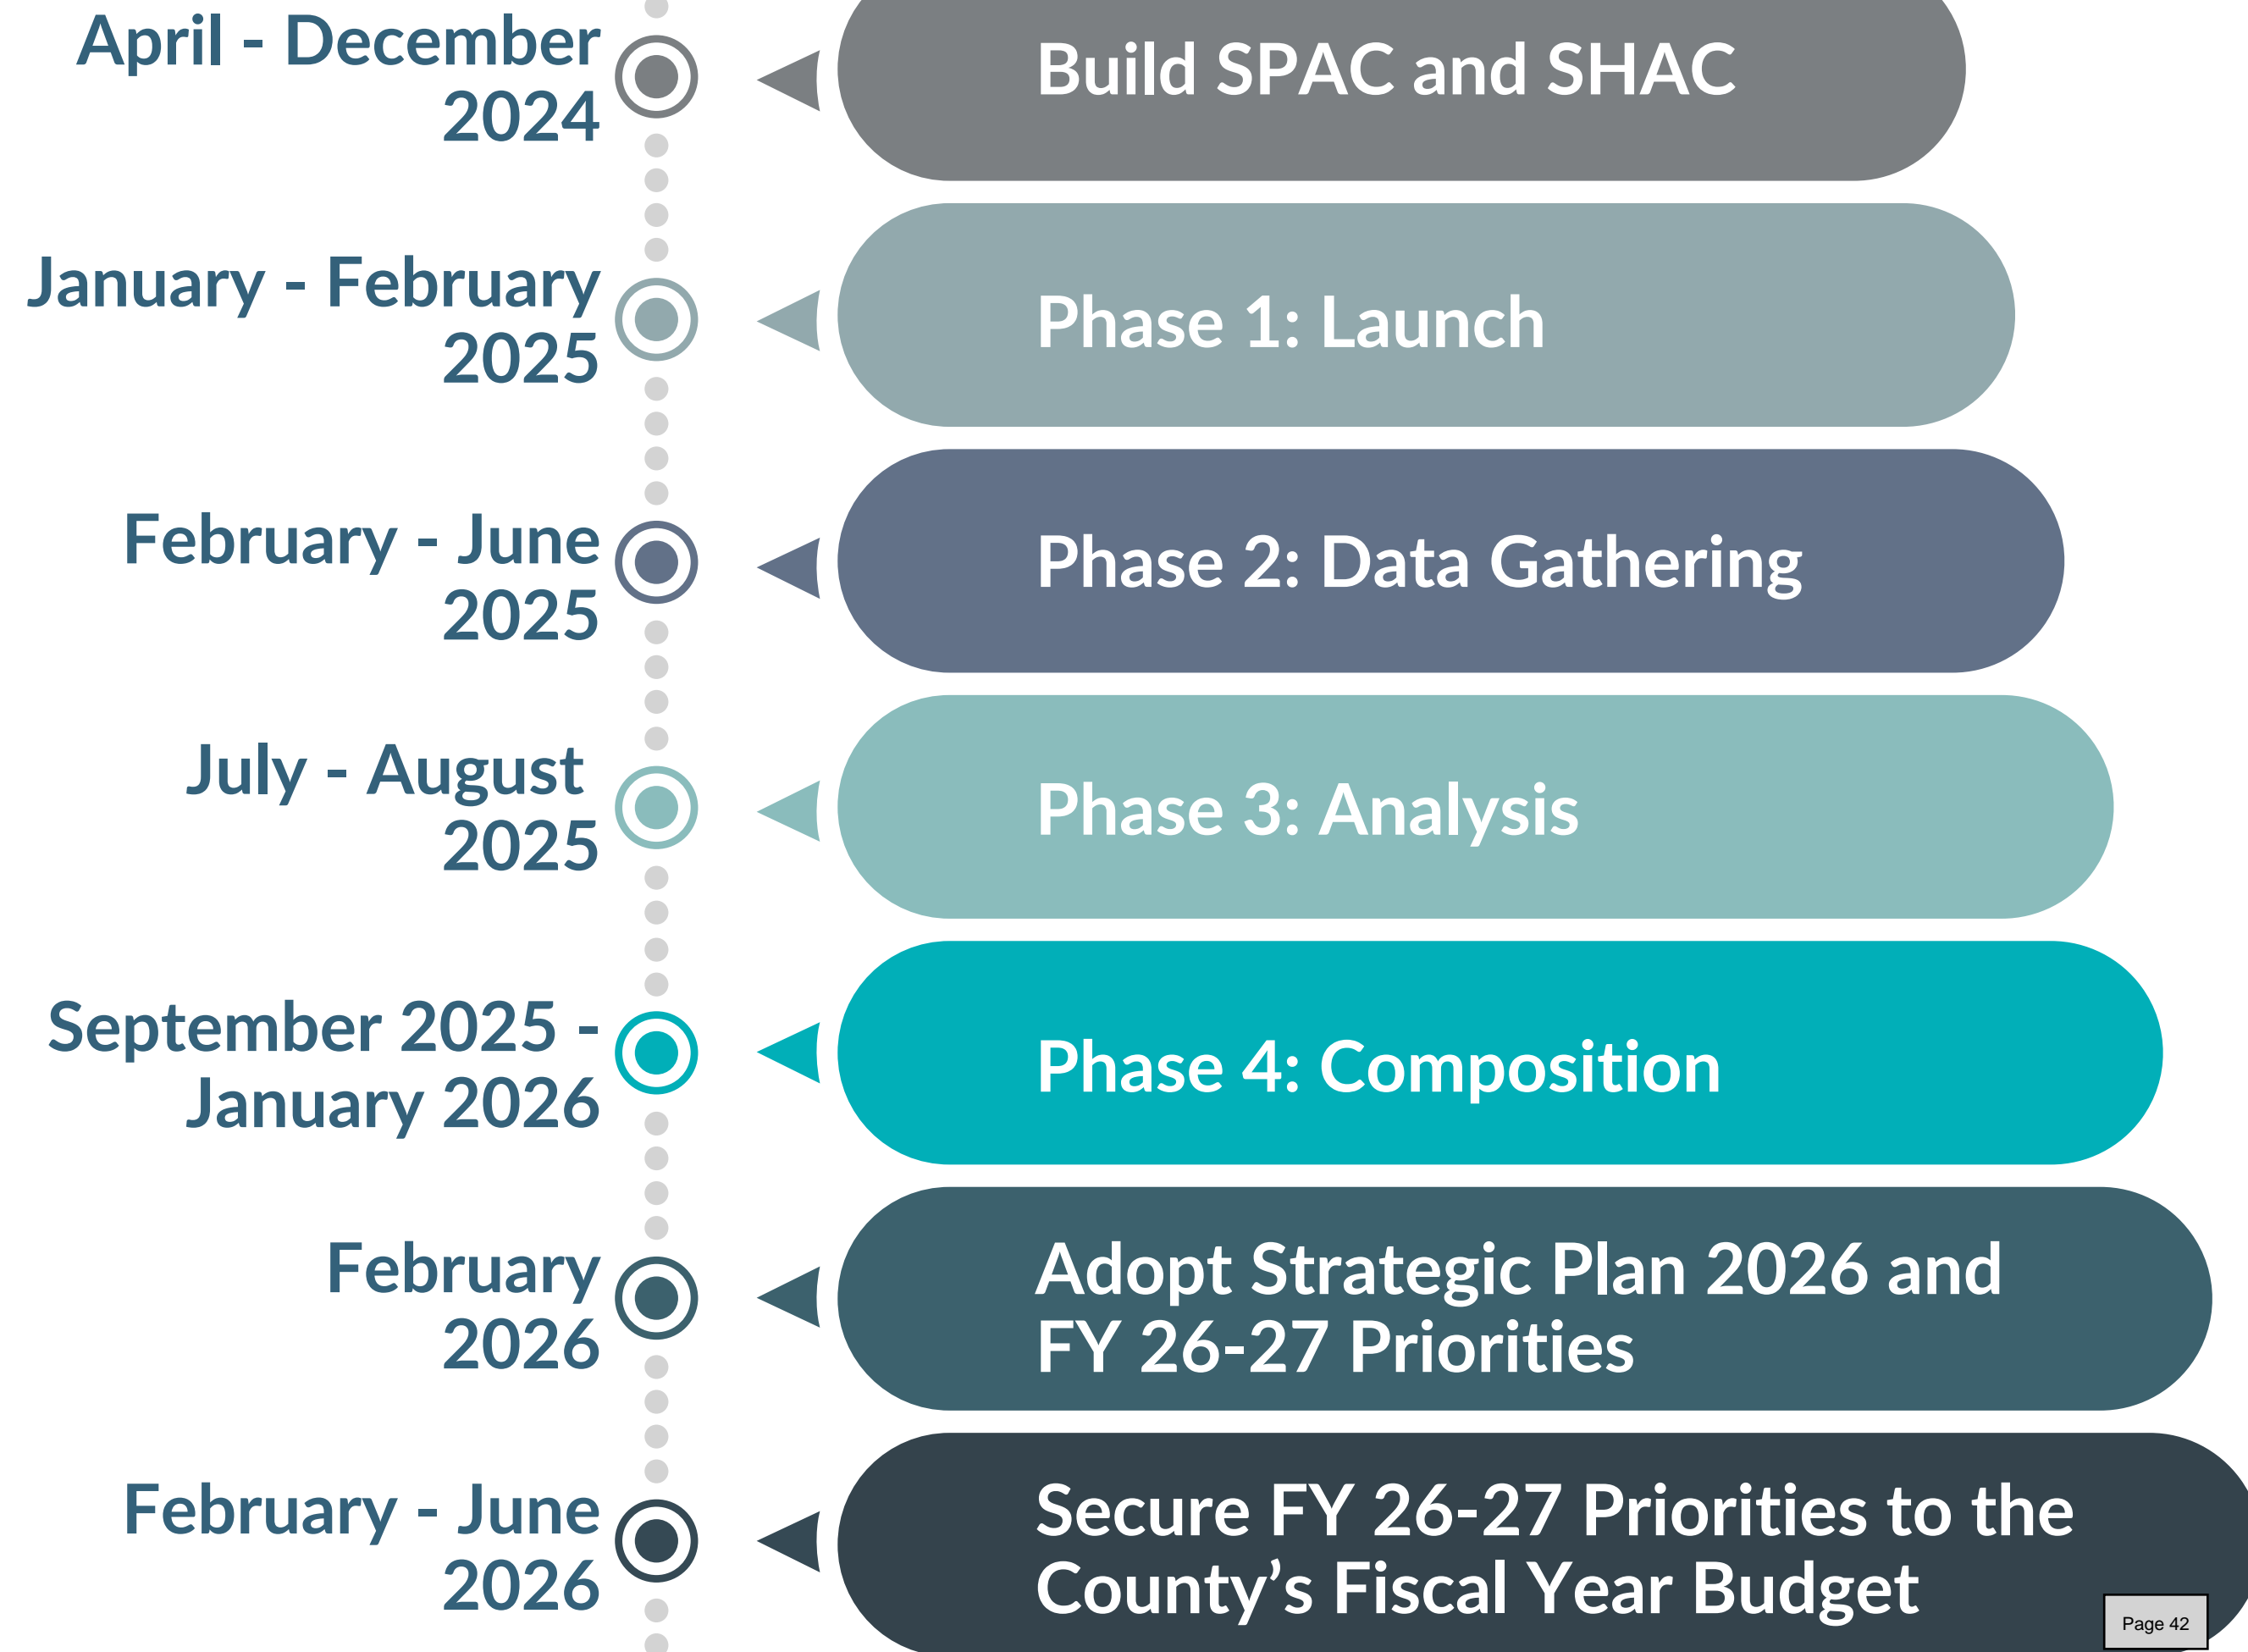 April - December
2024
Build SPAC and SHAC
January - February
2025
Phase 1: Launch
February - June
2025
Phase 2: Data Gathering
July - August
2025
Phase 3: Analysis
September 2025 -
January 2026
Phase 4: Composition
February
2026
Adopt Strategic Plan 2026 and
FY 26-27 Priorities
February - June
2026
Secure FY 26-27 Priorities to the
County’s Fiscal Year Budget
Page 42